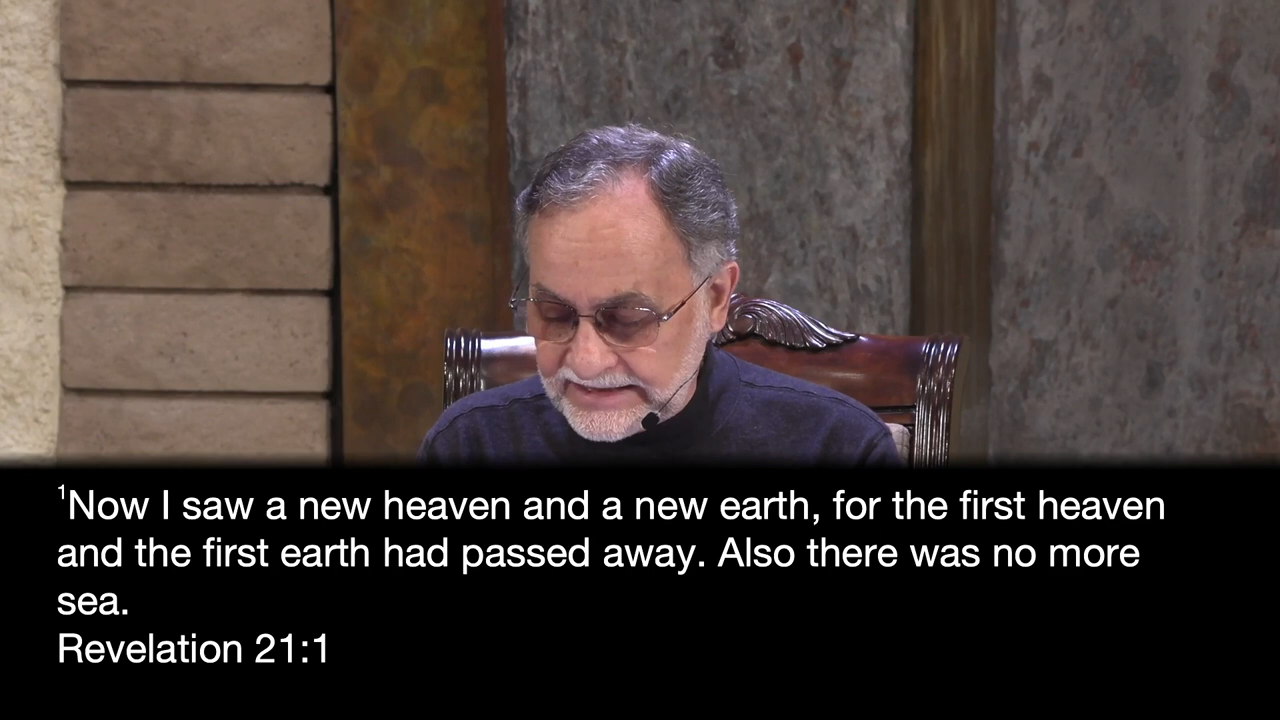 ¹Now I saw a new heaven and a new earth, for the first heaven
and the first earth had passed away. Also there was no more
sea.
Revelation 21:1